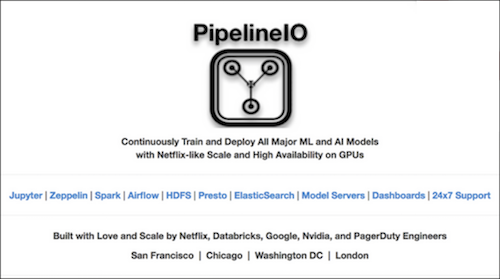 PipelineIO
Continuously Train and Deploy All Major ML and AI Models
with Netflix-like Scale and High Availability on GPUs
Jupyter | Zeppelin | Spark | Airflow | HDFS | Presto | ElasticSearch | Model Servers | Dashboards | 24x7 Support
Built with Love and Scale by Netflix, Databricks, Google, Nvidia, and PagerDuty Engineers
San Francisco | Chicago | Washington DC | London